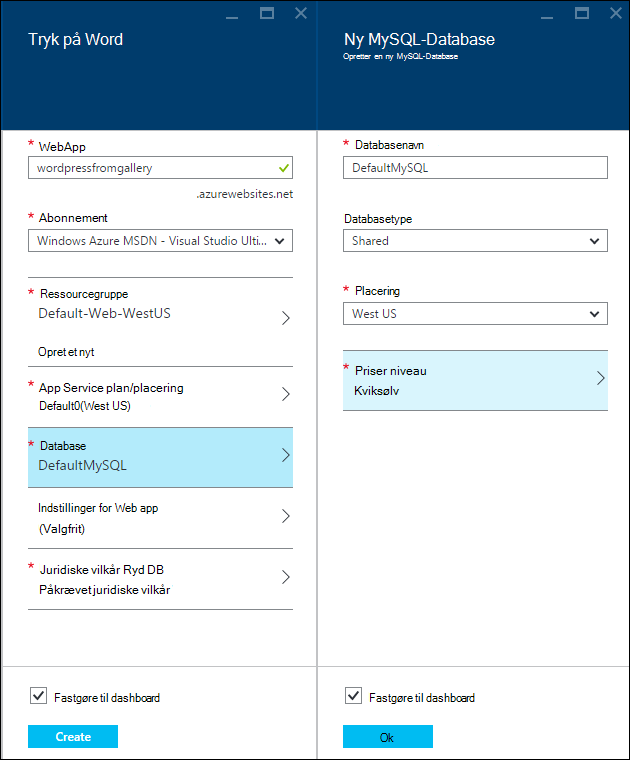 Tryk på Word
WebApp
wordpressfromgallery
.azurewebsites.net
Abonnement
Windows Azure MSDN - Visual Studio Ulti...
Ressourcegruppe
Default-Web-WestUS
Opret et nyt
App Service plan/placering
Default0(West US)
Database
DefaultMySQL
Indstillinger for Web app
(Valgfrit)
Juridiske vilkår Ryd DB
Påkrævet juridiske vilkår
Fastgøre til dashboard
Create
Ny MySQL-Database
Opretter en ny MySQL-Database
Databasenavn
DefaultMySQL
Databasetype
Shared
Placering
West US
Priser niveau
Kviksølv
Fastgøre til dashboard
Ok